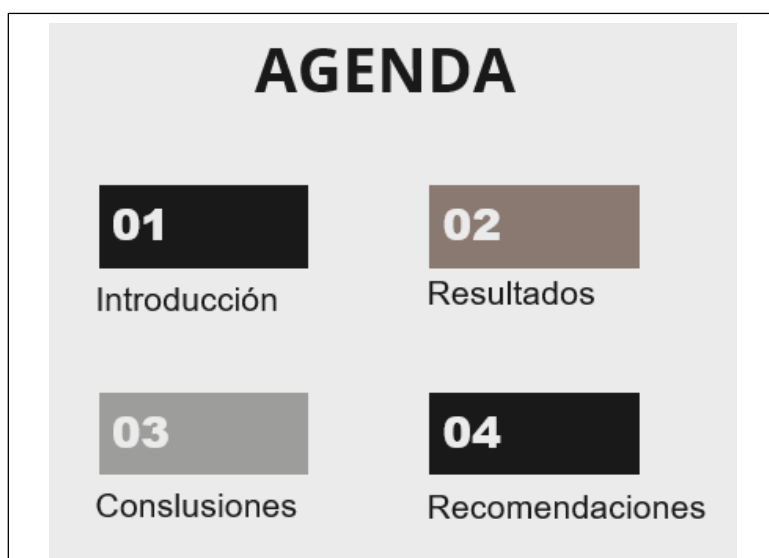 AGENDA
01
Introducción
02
Resultados
03
Conslusiones
04
Recomendaciones